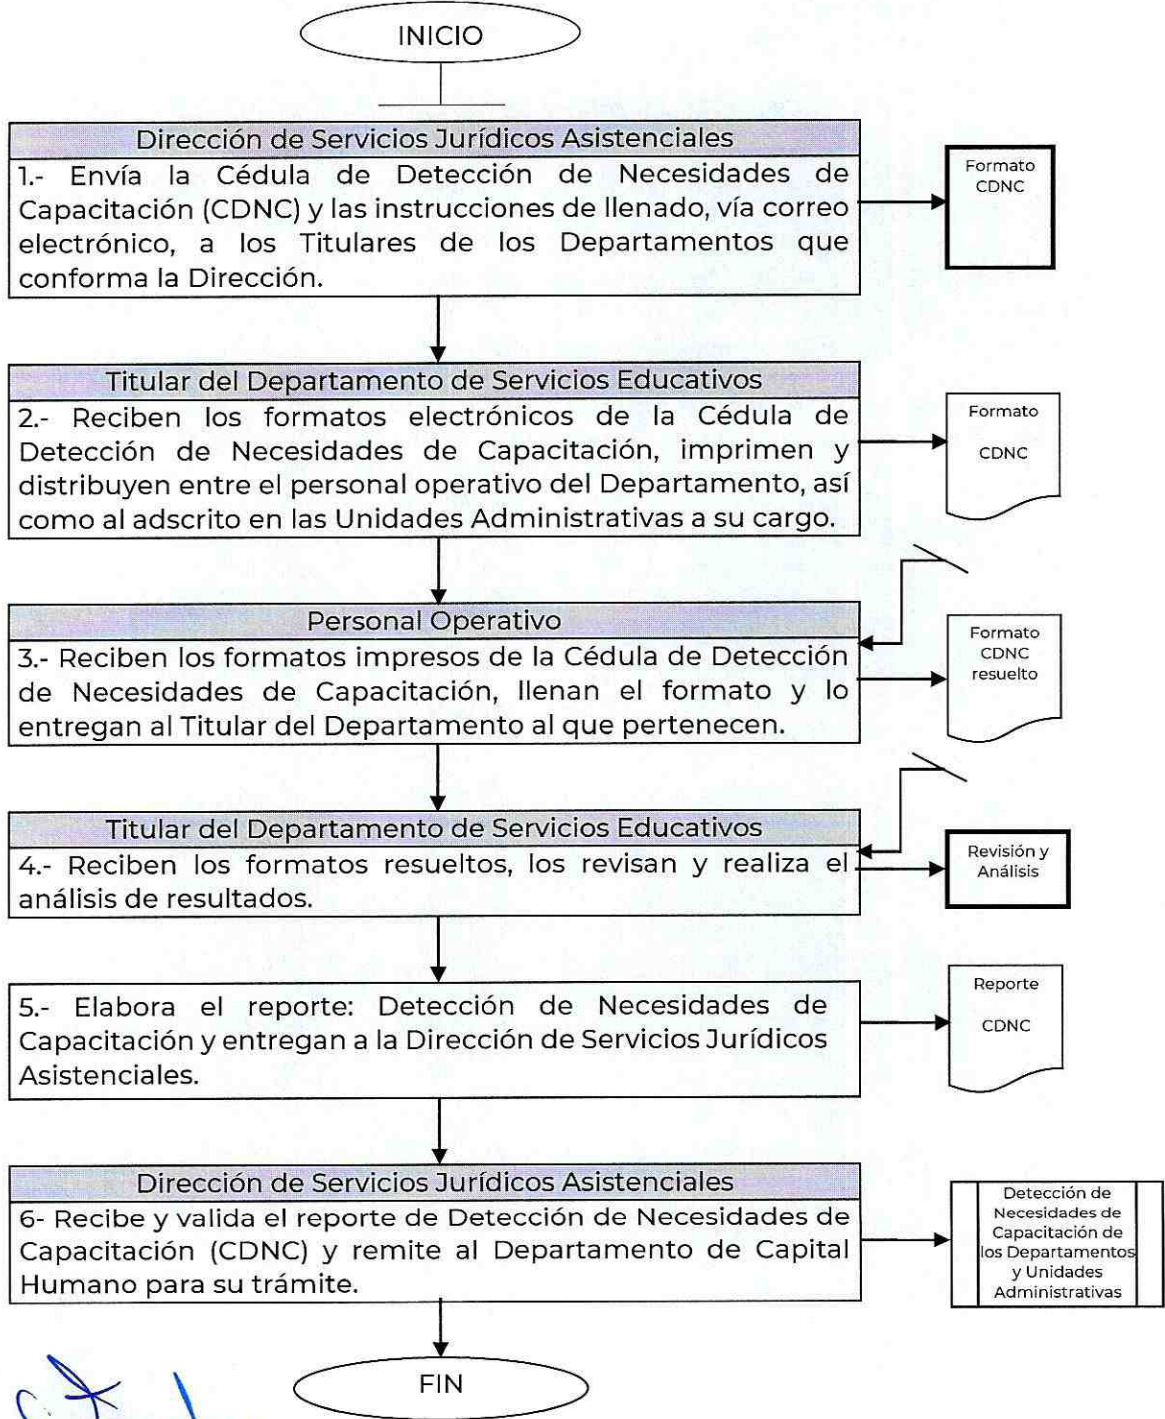 INICIO
Dirección de Servicios Jurídicos Asistenciales
1.- Envía la Cédula de Detección de Necesidades de
Capacitación (CDNC) y las instrucciones de llenado, vía correo
electrónico, a los Titulares de los Departamentos que
conforma la Dirección.
Formato
CDNC
Titular del Departamento de Servicios Educativos
2.- Reciben los formatos electrónicos de la Cédula de
Detección de Necesidades de Capacitación, imprimen y
distribuyen entre el personal operativo del Departamento, así
como al adscrito en las Unidades Administrativas a su cargo.
Formato
CDNC
Personal Operativo
3.- Reciben los formatos impresos de la Cédula de Detección
de Necesidades de Capacitación, llenan el formato y lo
entregan al Titular del Departamento al que pertenecen.
Formato
CDNC
resuelto
Titular del Departamento de Servicios Educativos
4.- Reciben los formatos resueltos, los revisan y realiza el
análisis de resultados.
Revisión y
Análisis
5.- Elabora el reporte: Detección de Necesidades de
Capacitación y entregan a la Dirección de Servicios Jurídicos
Asistenciales.
Reporte
CDNC
Dirección de Servicios Jurídicos Asistenciales
6- Recibe y valida el reporte de Detección de Necesidades de
Capacitación (CDNC) y remite al Departamento de Capital
Humano para su trámite.
Detección de
Necesidades de
Capacitación de
los Departamentos
y Unidades
Administrativas
FIN